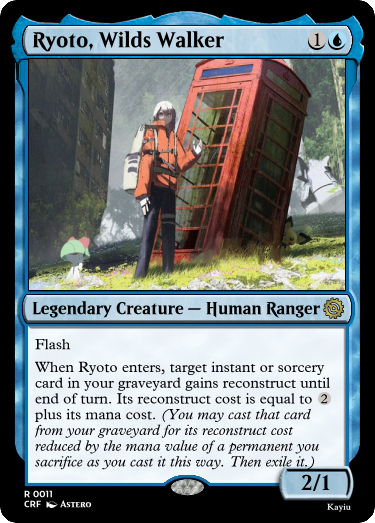 Ryoto, Wilds Walker 1
Legendary Creature — Human Ranger
Flash
When Ryoto enters, target instant or sorcery
card in your graveyard gains reconstruct until
end of turn. Its reconstruct cost is equal to 2
plus its mana cost. (You may cast that card
from your graveyard for its reconstruct cost
reduced by the mana value of a permanent you
sacrifice as you cast it this way. Then exile it.)
2/1
R 0011
CRF Astero
Kayiu